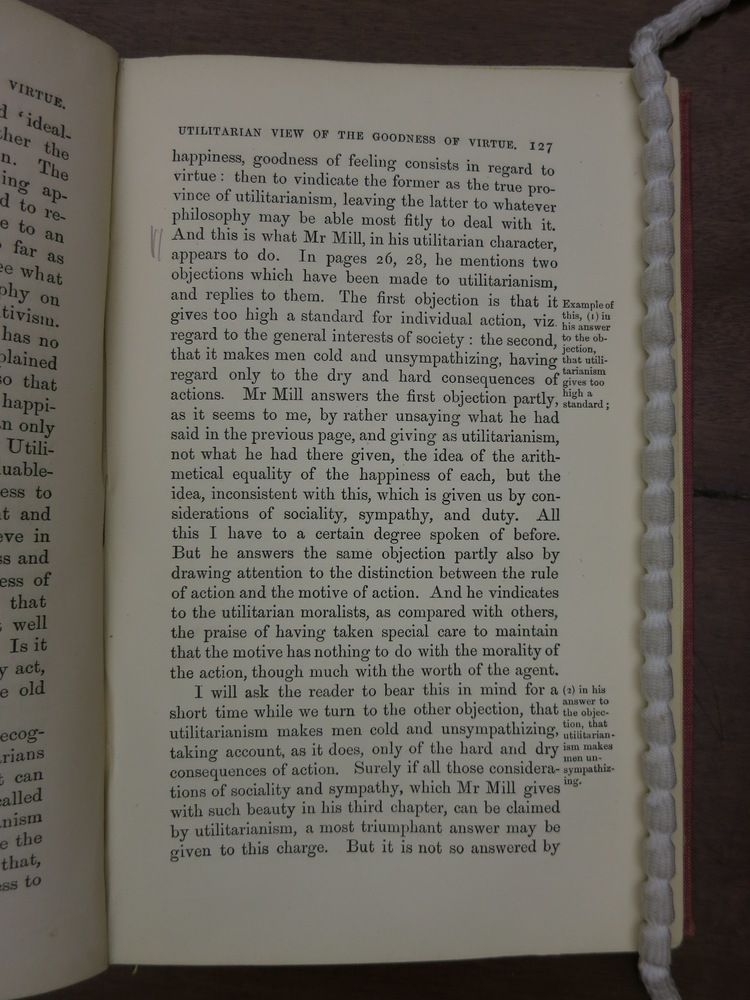 VIRTUE.
'ideal-
the
The
ap-
to re-
to an
far as
what
on
tivism.
has no
plained
that
happi-
only
Utili-
uable-
ess to
and
in
and
ess of
that
well
Is it
act,
old
ecog-
rians
can
called
nism
the
that,
to
UTILITARIAN VIEW OF THE GOODNESS OF VIRTUE. 127
happiness, goodness of feeling consists in regard to
virtue: then to vindicate the former as the true pro-
vince of utilitarianism, leaving the latter to whatever
philosophy may be able most fitly to deal with it.
And this is what Mr Mill, in his utilitarian character,
appears to do. In pages 26, 28, he mentions two
objections which have been made to utilitarianism,
and replies to them. The first objection is that it
gives too high a standard for individual action, viz.
regard to the general interests of society: the second,
that it makes men cold and unsympathizing, having
regard only to the dry and hard consequences of
actions. Mr Mill answers the first objection partly,
as it seems to me, by rather unsaying what he had
said in the previous page, and giving as utilitarianism,
not what he had there given, the idea of the arith-
metical equality of the happiness of each, but the
idea, inconsistent with this, which is given us by con-
siderations of sociality, sympathy, and duty. All
this I have to a certain degree spoken of before.
But he answers the same objection partly also by
drawing attention to the distinction between the rule
of action and the motive of action. And he vindicates
to the utilitarian moralists, as compared with others,
the praise of having taken special care to maintain
that the motive has nothing to do with the morality of
the action, though much with the worth of the agent.
I will ask the reader to bear this in mind for a
short time while we turn to the other objection, that
utilitarianism makes men cold and unsympathizing,
taking account, as it does, only of the hard and dry
consequences of action. Surely if all those considera-
tions of sociality and sympathy, which Mr Mill gives
with such beauty in his third chapter, can be claimed
by utilitarianism, a most triumphant answer may be
given to this charge. But it is not so answered by
Example of
this, (1) in
his answer
to the ob-
jection,
that utili-
tarianism
gives too
high a
standard;
(2) in his
answer to
the objec-
tion, that
utilitarian-
ism makes
men un-
sympathiz-
ing.